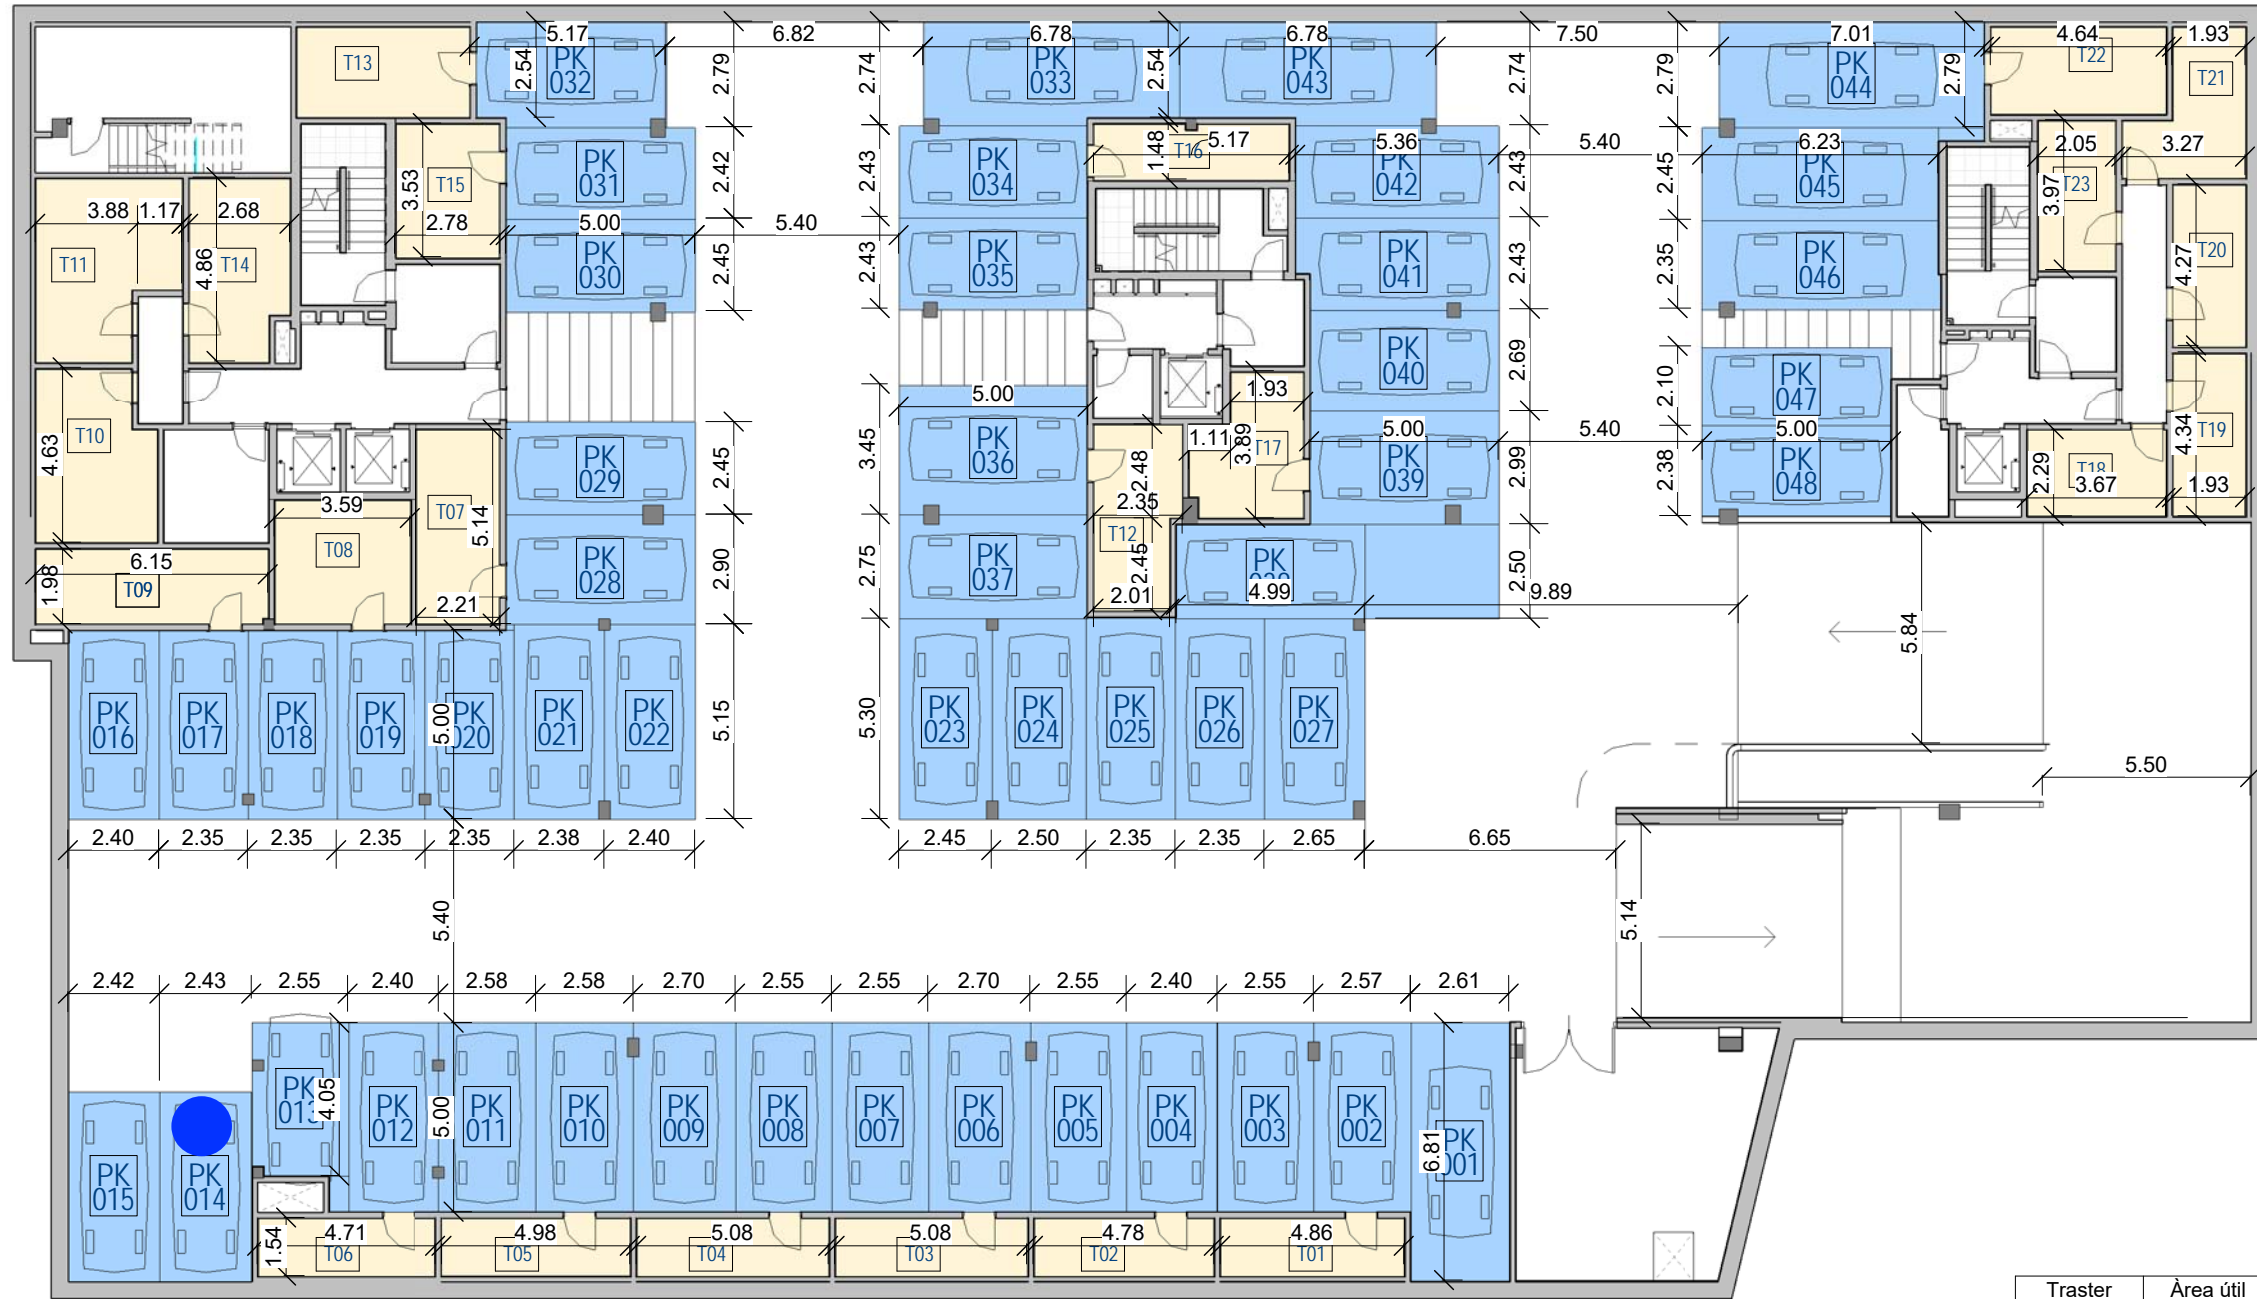 5.17 6.82 6.78 6.78 7.50 7.01 4.64 1.93
T13
PK
032
PK
033
PK
043
PK
044
T22
T21
2.54 2.79 2.74 2.54 2.74 2.79 2.79
T15
PK
031
PK
034
T16
1.48 5.17 5.36
PK
042
5.40 6.23
PK
045
2.05 3.27
T23
3.53 2.42 2.43 2.43 2.45 3.97
3.88 1.17 2.68 2.78 5.00 5.40
T11
T14
4.86
PK
030
PK
035
PK
041
PK
046
T20
2.45 2.43 2.43 2.35 4.27
PK
040
2.69
PK
047
2.10
T10
4.63
PK
029
2.45
5.00
PK
036
3.45
1.93
1.11 3.89
T17
5.00
PK
039
2.99
5.40
5.00
PK
048
2.38
2.29
T18
3.67
T19
4.34
1.93
3.59
T07
5.14
2.48
2.35
T08
6.15
1.98
T09
2.21
PK
028
2.90
PK
037
2.75
T12
2.45
2.01
PK
4.99
2.50
9.89
5.84
PK
016
PK
017
PK
018
PK
019
5.00
020
PK
021
PK
022
5.15
5.30
PK
023
PK
024
PK
025
PK
026
PK
027
5.50
2.40 2.35 2.35 2.35 2.35 2.38 2.40 2.45 2.50 2.35 2.35 2.65 6.65
5.40
5.14
2.42 2.43 2.55 2.40 2.58 2.58 2.70 2.55 2.55 2.70 2.55 2.40 2.55 2.57 2.61
PK
015
PK
014
PK
013
4.05
PK
012
5.00
PK
011
PK
010
PK
009
PK
008
PK
007
PK
006
PK
005
PK
004
PK
003
PK
002
PK
001
6.81
1.54
4.71 4.98 5.08 5.08 4.78 4.86
T06 T05 T04 T03 T02 T01
Traster Àrea útil